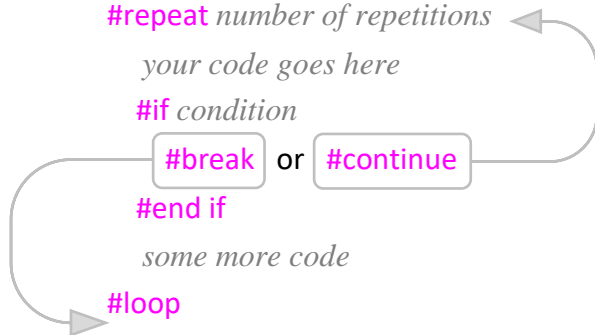 #repeat number of repetitions
your code goes here
#if condition
#break or #continue
#end if
some more code
#loop